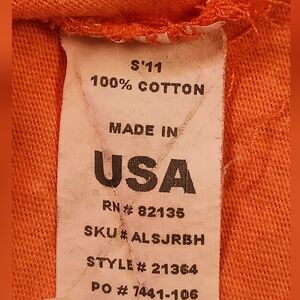 S'11
100% COTTON
MADE IN
USA
RN # 82135
SKU # ALSJRBH
STYLE # 21364
PO # 7441-106